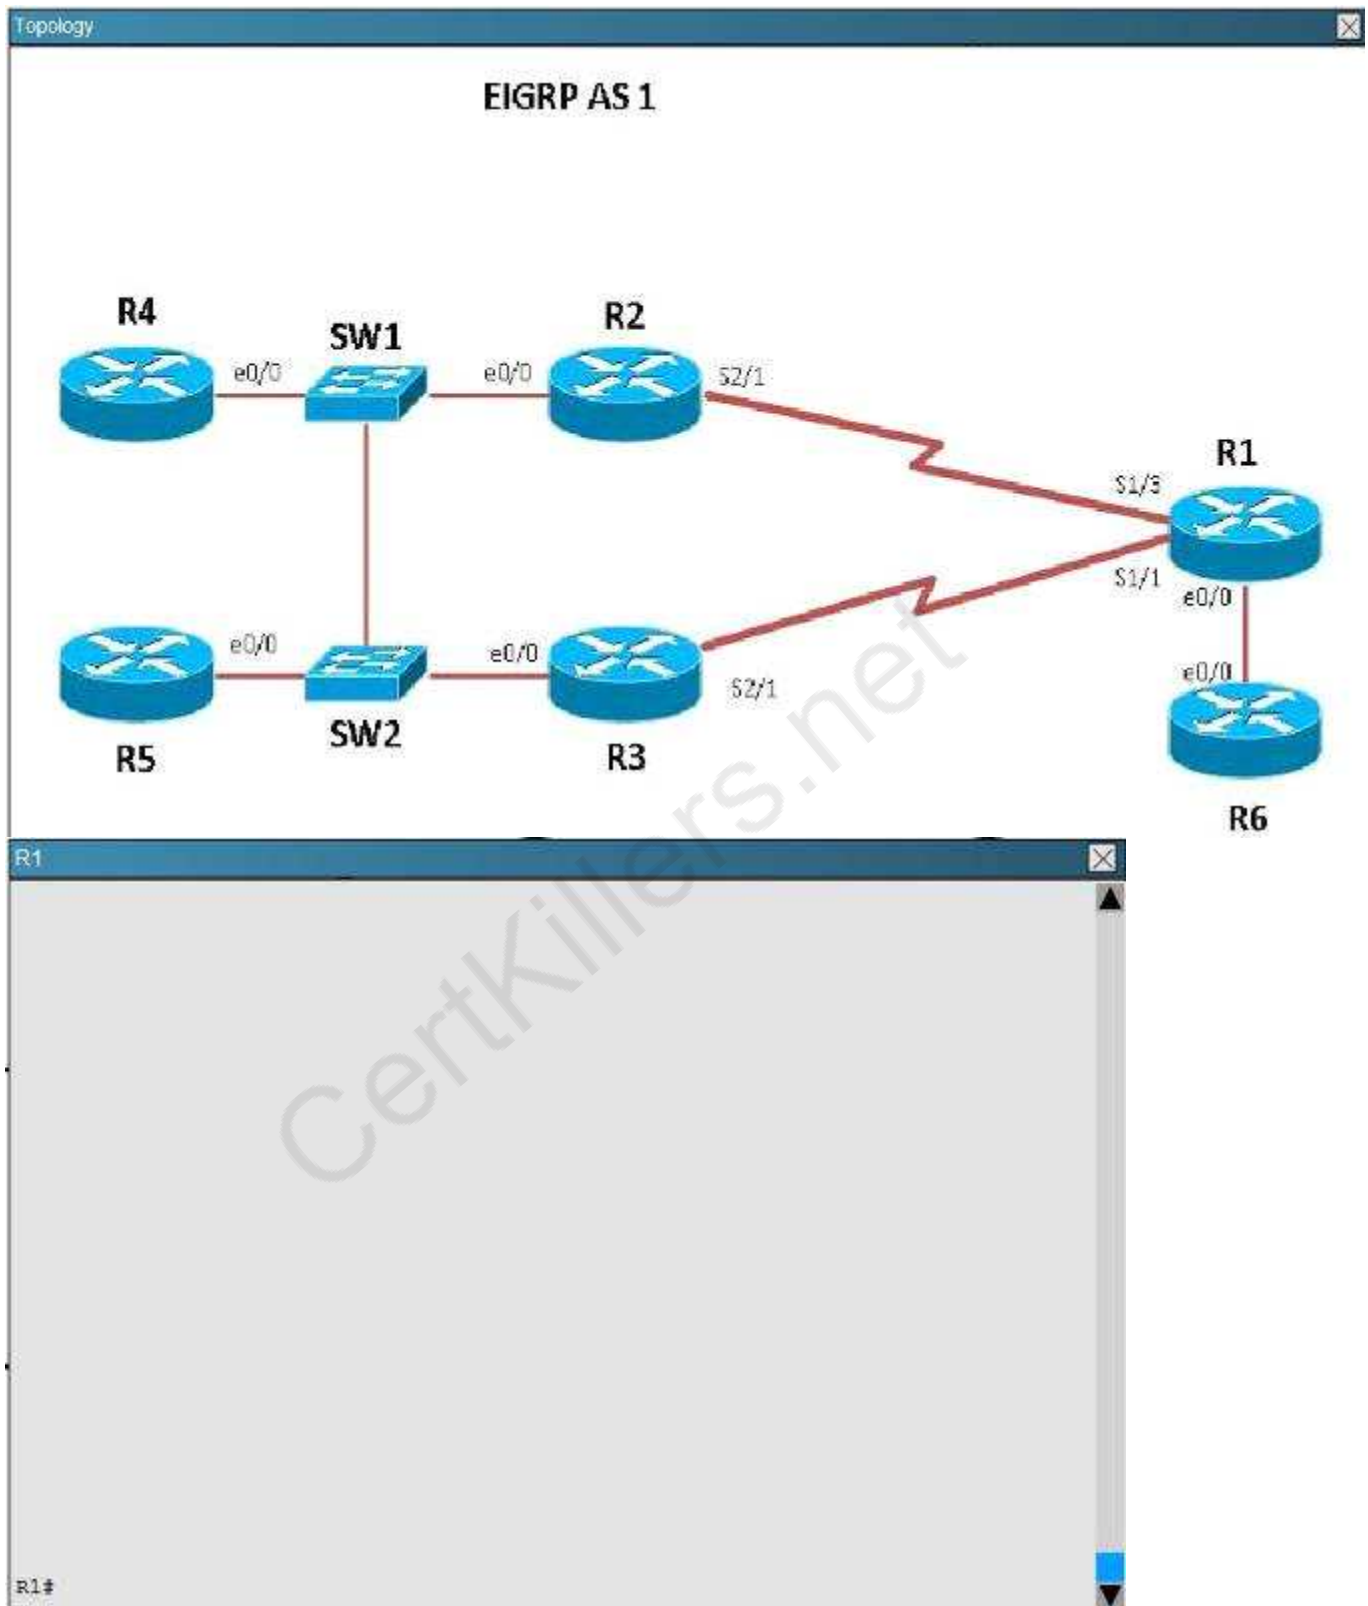 Topology
EIGRP AS 1
R4
SW1
R2
e0/0
e0/0
S2/1
R1
S1/3
S1/1
e0/0
e0/0
e0/0
e0/0
S2/1
R5
SW2
R3
R6
R1
CertKillers.net
R1#